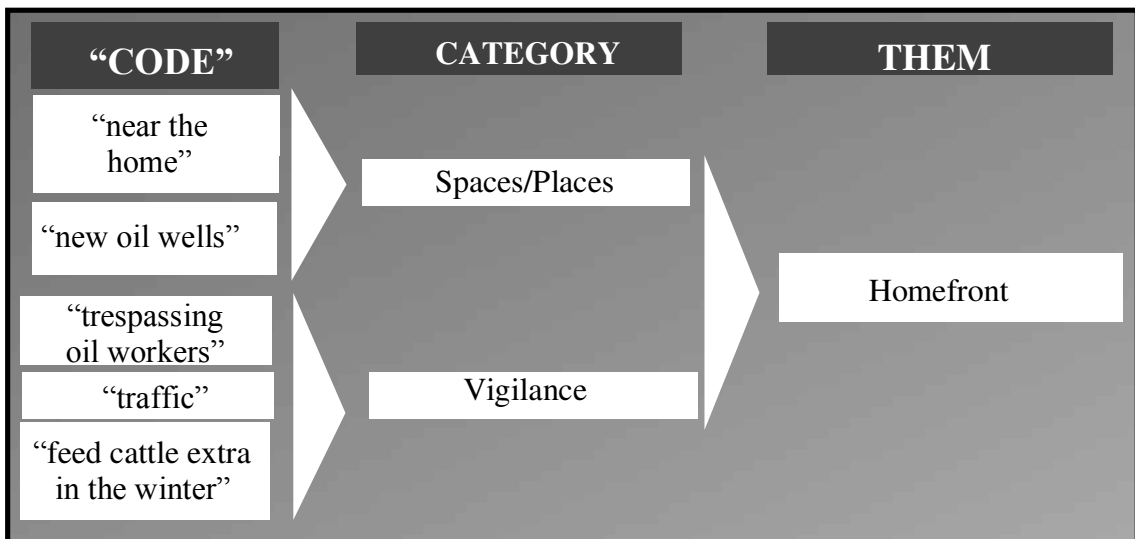 “CODE”
CATEGORY
THEM
“near the
home”
“new oil wells”
“trespassing
oil workers”
“traffic”
“feed cattle extra
in the winter”
Spaces/Places
Vigilance
Homefront